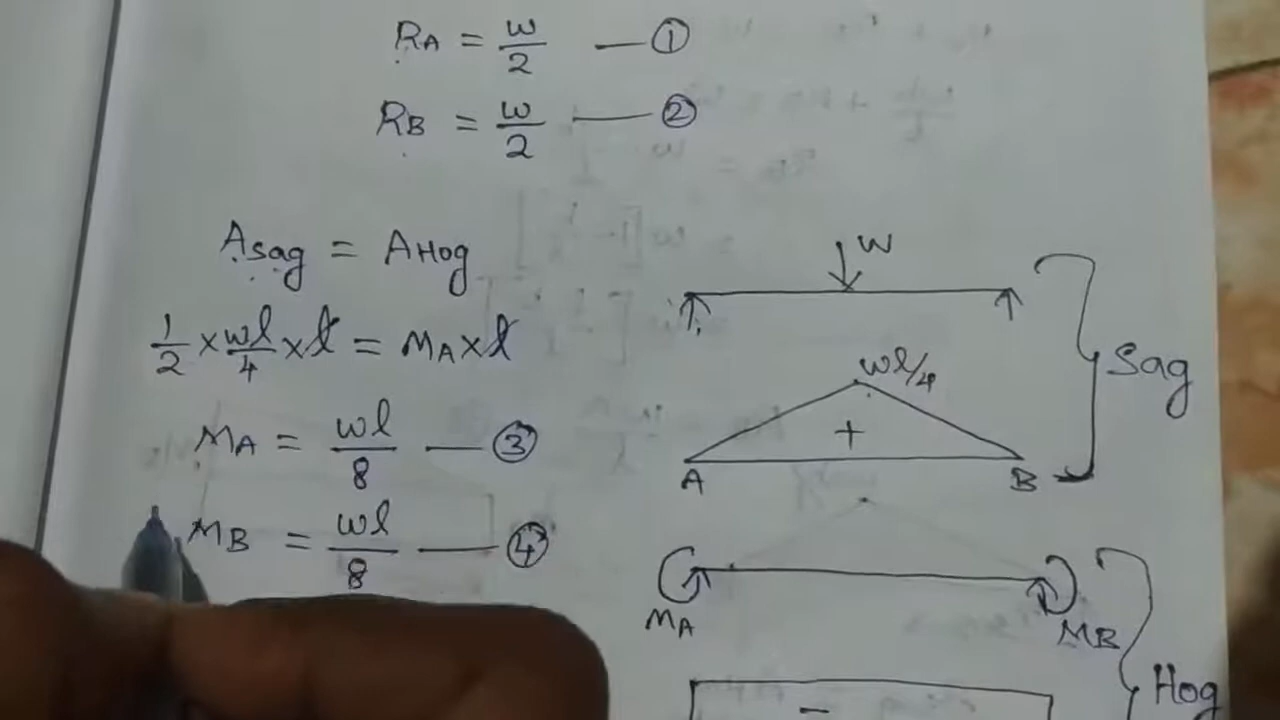 RA = w/2 — ①
RB = w/2 — ②
Asag = AHog
1/2 × wl/4 × l = MA × l
MA = wl/8 — ③
MB = wl/8 — ④
w
wl/4
+
A B
Sag
MA MB
−
Hog